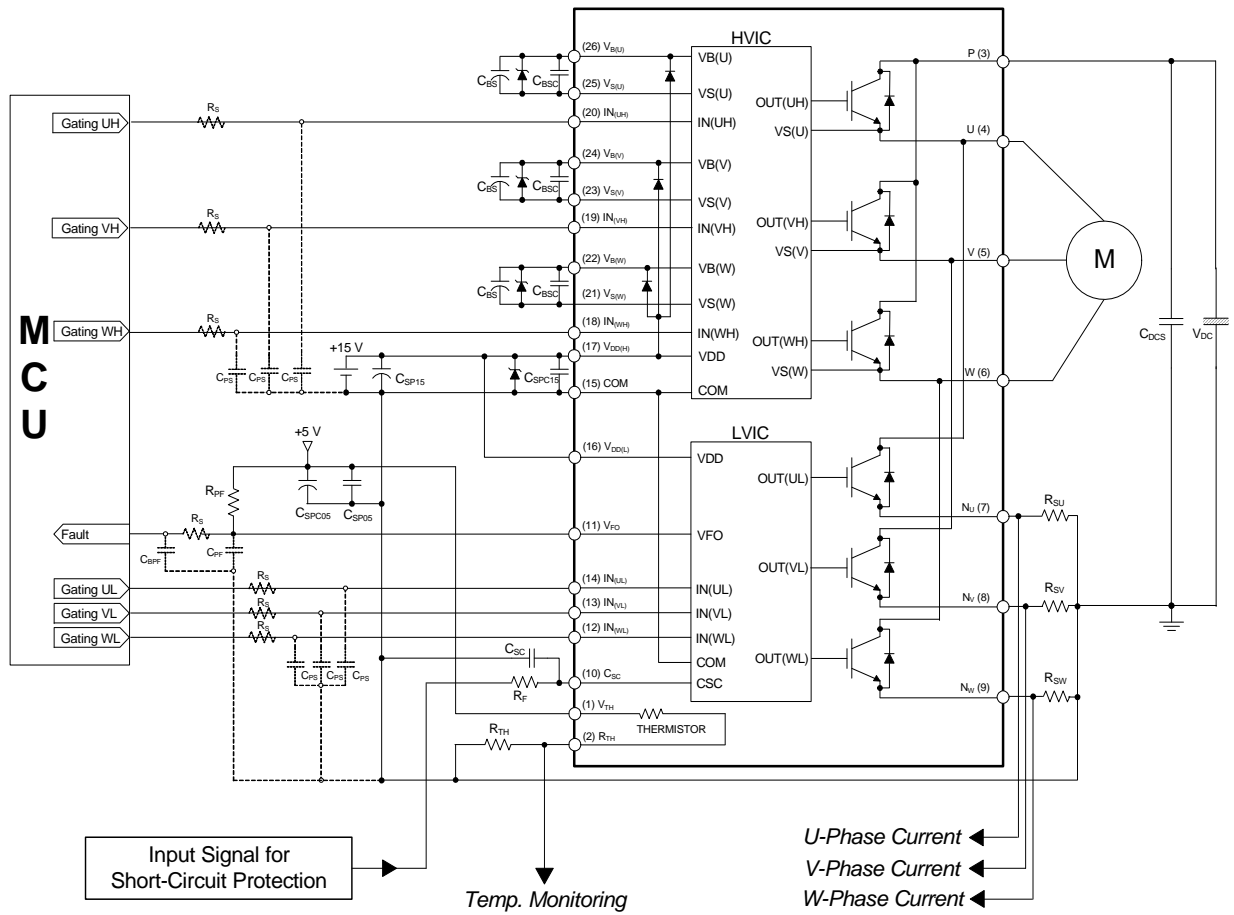 HVIC
(26) VB(U)
VB(U)
P (3)
CBS
CBSC
(25) VS(U)
VS(U)
OUT(UH)
Gating UH
RS
(20) IN(UH)
IN(UH)
VS(U)
U (4)
(24) VB(V)
VB(V)
CBS
CBSC
(23) VS(V)
VS(V)
OUT(VH)
Gating VH
RS
(19) IN(VH)
IN(VH)
VS(V)
V (5)
M
(22) VB(W)
VB(W)
CBS
CBSC
(21) VS(W)
VS(W)
Gating WH
RS
(18) IN(WH)
IN(WH)
OUT(WH)
CDCS
VDC
MCU
+15 V
(17) VDD(H)
VDD
VS(W)
W (6)
CPS
CPS
CPS
CSP15
CSPC15
(15) COM
COM
+5 V
LVIC
(16) VDD(L)
VDD
OUT(UL)
RPF
CSPC05
CSP05
NU (7)
RSU
Fault
RS
(11) VFO
VFO
CBPF
CPF
OUT(VL)
Gating UL
RS
(14) IN(UL)
IN(UL)
Gating VL
RS
(13) IN(VL)
IN(VL)
NV (8)
RSV
Gating WL
RS
(12) IN(WL)
IN(WL)
CPS
CPS
CPS
CSC
COM
OUT(WL)
RF
(10) CSC
CSC
NW (9)
RSW
(1) VTH
THERMISTOR
RTH
(2) RTH
Input Signal for
Short-Circuit Protection
Temp. Monitoring
U-Phase Current
V-Phase Current
W-Phase Current